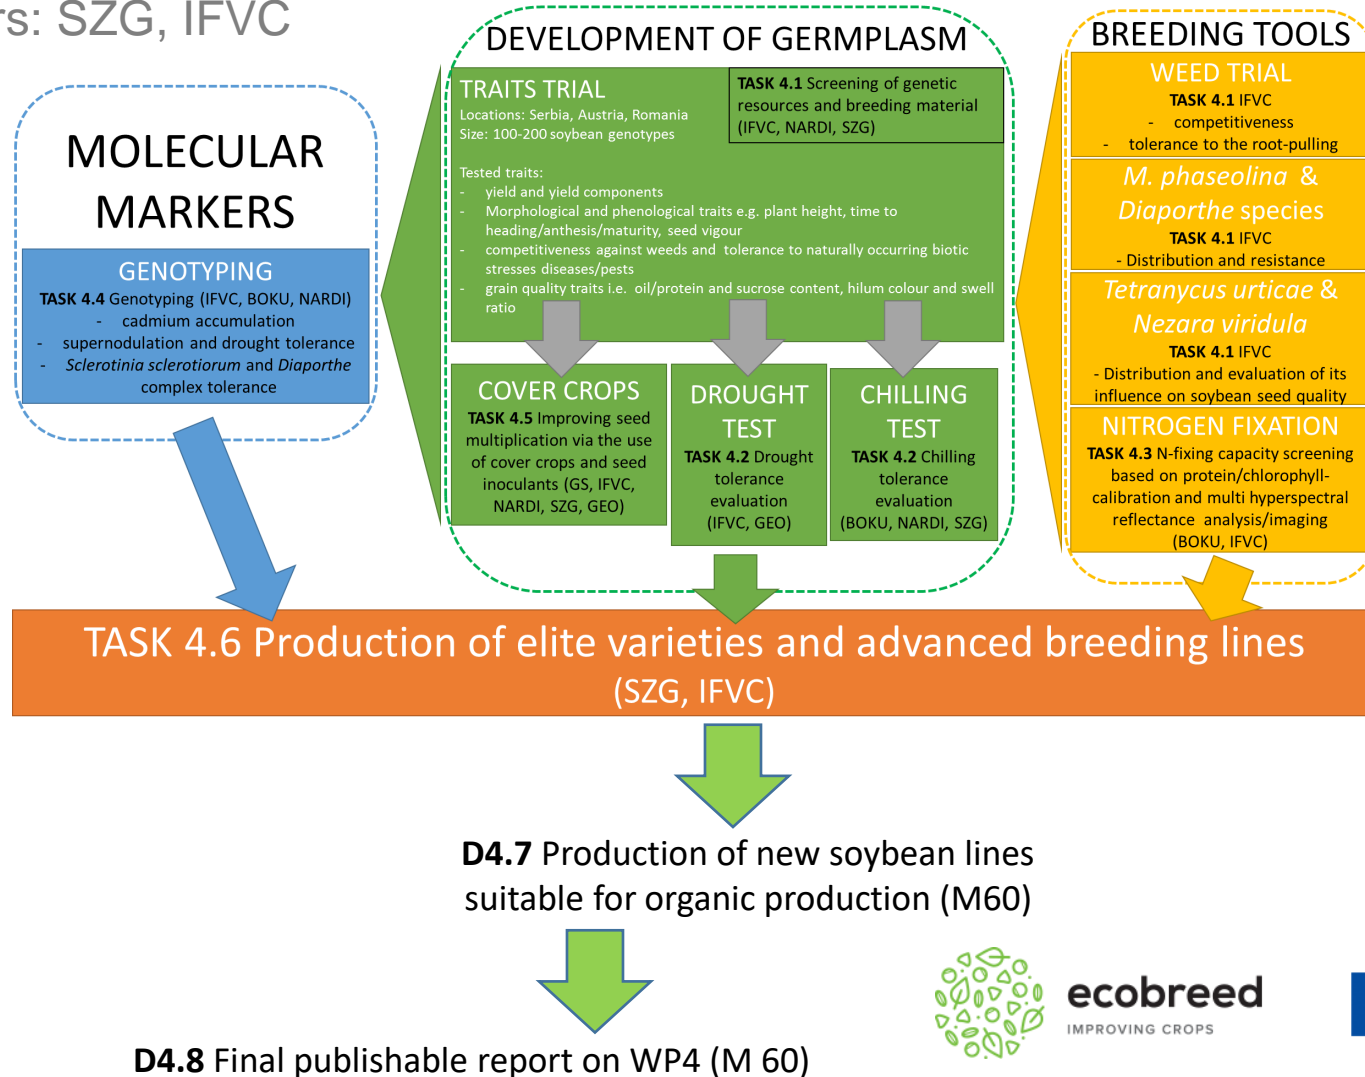 rs: SZG, IFVC
MOLECULAR
MARKERS
GENOTYPING
TASK 4.4 Genotyping (IFVC, BOKU, NARDI)
- cadmium accumulation
- supernodulation and drought tolerance
- Sclerotinia sclerotiorum and Diaporthe
complex tolerance
DEVELOPMENT OF GERMPLASM
TRAITS TRIAL
Locations: Serbia, Austria, Romania
Size: 100-200 soybean genotypes
TASK 4.1 Screening of genetic
resources and breeding material
(IFVC, NARDI, SZG)
Tested traits:
- yield and yield components
- Morphological and phenological traits e.g. plant height, time to
heading/anthesis/maturity, seed vigour
- competitiveness against weeds and tolerance to naturally occurring biotic
stresses diseases/pests
- grain quality traits i.e. oil/protein and sucrose content, hilum colour and swell
ratio
COVER CROPS
TASK 4.5 Improving seed
multiplication via the use
of cover crops and seed
inoculants (GS, IFVC,
NARDI, SZG, GEO)
DROUGHT
TEST
TASK 4.2 Drought
tolerance
evaluation
(IFVC, GEO)
CHILLING
TEST
TASK 4.2 Chilling
tolerance
evaluation
(BOKU, NARDI, SZG)
BREEDING TOOLS
WEED TRIAL
TASK 4.1 IFVC
- competitiveness
- tolerance to the root-pulling
M. phaseolina &
Diaporthe species
TASK 4.1 IFVC
- Distribution and resistance
Tetranycus urticae &
Nezara viridula
TASK 4.1 IFVC
- Distribution and evaluation of its
influence on soybean seed quality
NITROGEN FIXATION
TASK 4.3 N-fixing capacity screening
based on protein/chlorophyll-
calibration and multi hyperspectral
reflectance analysis/imaging
(BOKU, IFVC)
TASK 4.6 Production of elite varieties and advanced breeding lines
(SZG, IFVC)
D4.7 Production of new soybean lines
suitable for organic production (M60)
D4.8 Final publishable report on WP4 (M 60)
ecobreed
IMPROVING CROPS